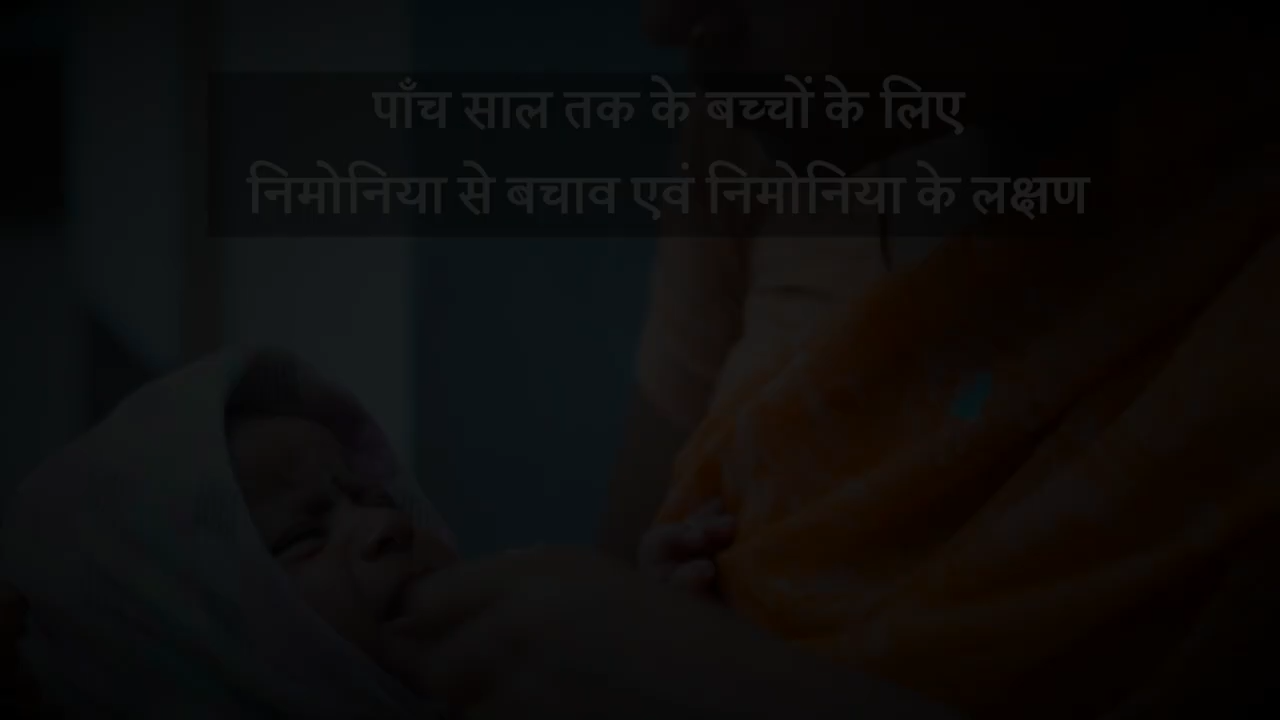 पाँच साल तक के बच्चों के लिए
निमोनिया से बचाव एवं निमोनिया के लक्षण